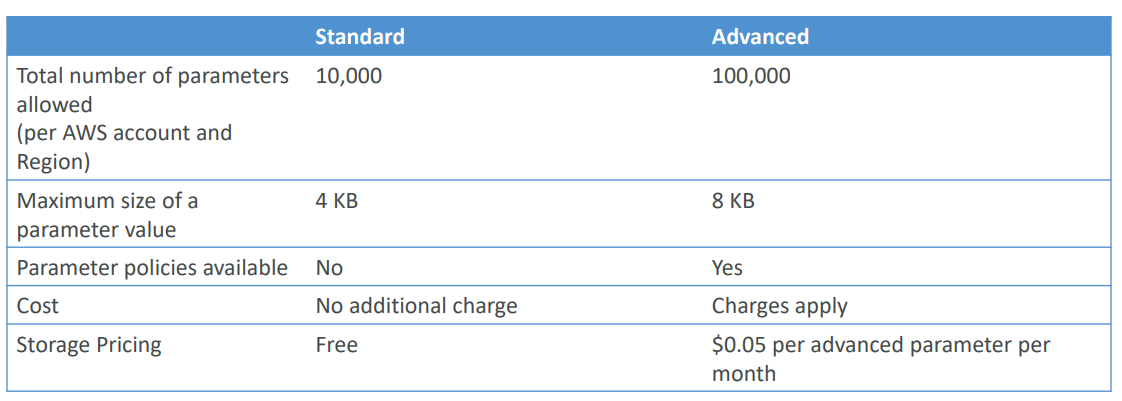 Standard Advanced
Total number of parameters 10,000 100,000
allowed
(per AWS account and
Region)
Maximum size of a 4 KB 8 KB
parameter value
Parameter policies available No Yes
Cost No additional charge Charges apply
Storage Pricing Free $0.05 per advanced parameter per
month